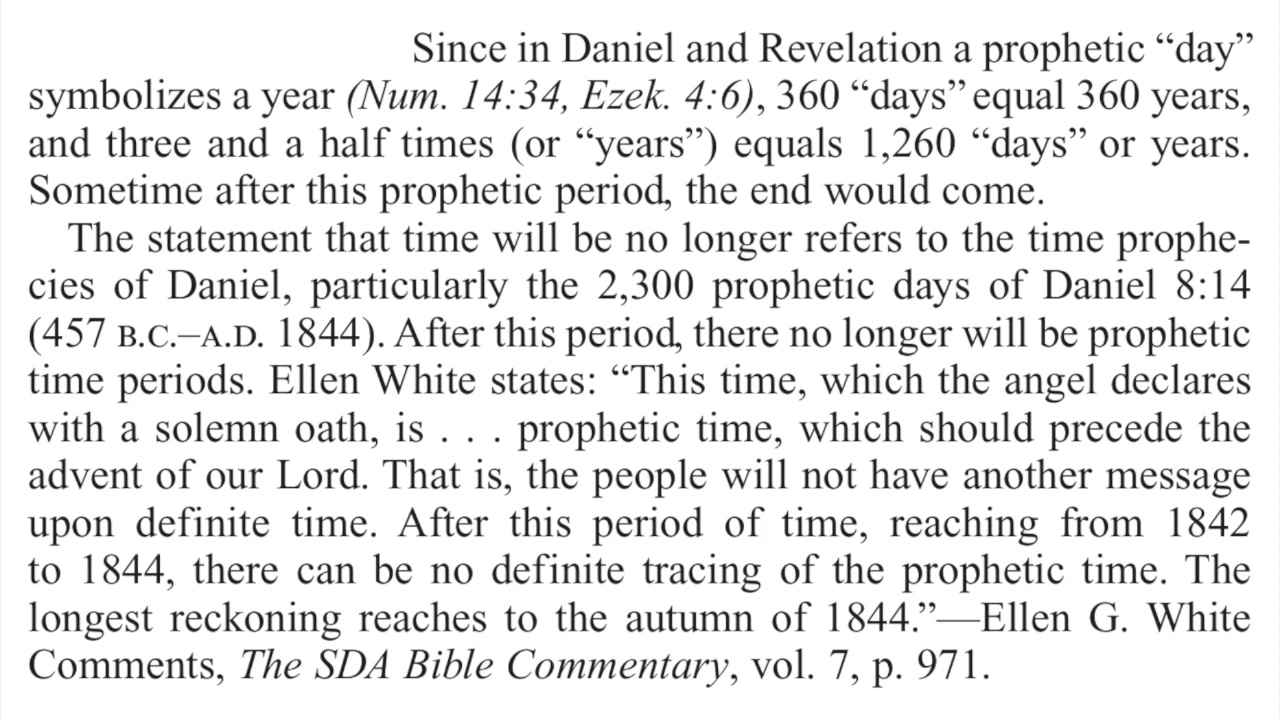 Since in Daniel and Revelation a prophetic “day”
symbolizes a year (Num. 14:34, Ezek. 4:6), 360 “days” equal 360 years,
and three and a half times (or “years”) equals 1,260 “days” or years.
Sometime after this prophetic period, the end would come.
The statement that time will be no longer refers to the time prophe-
cies of Daniel, particularly the 2,300 prophetic days of Daniel 8:14
(457 B.C.–A.D. 1844). After this period, there no longer will be prophetic
time periods. Ellen White states: “This time, which the angel declares
with a solemn oath, is . . . prophetic time, which should precede the
advent of our Lord. That is, the people will not have another message
upon definite time. After this period of time, reaching from 1842
to 1844, there can be no definite tracing of the prophetic time. The
longest reckoning reaches to the autumn of 1844.”—Ellen G. White
Comments, The SDA Bible Commentary, vol. 7, p. 971.